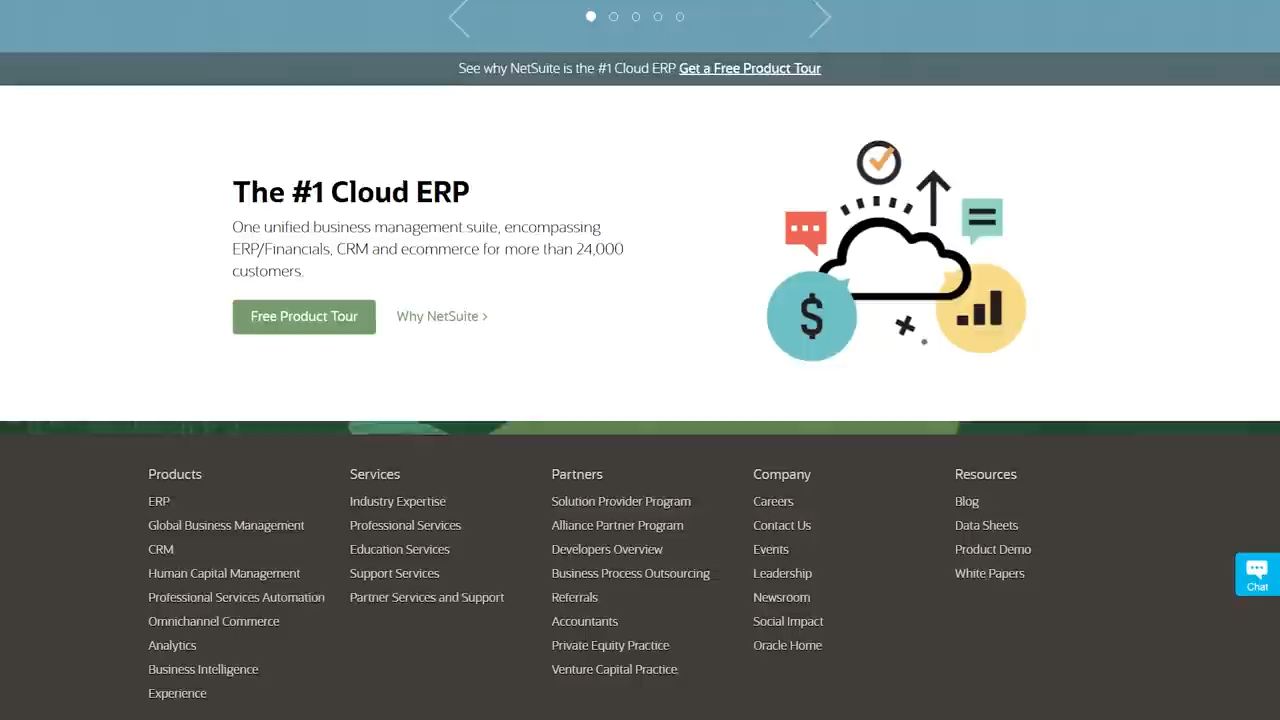 See why NetSuite is the #1 Cloud ERP Get a Free Product Tour
The #1 Cloud ERP
One unified business management suite, encompassing
ERP/Financials, CRM and ecommerce for more than 24,000
customers.
Free Product Tour
Why NetSuite >
$
Products
ERP
Global Business Management
CRM
Human Capital Management
Professional Services Automation
Omnichannel Commerce
Analytics
Business Intelligence
Experience
Services
Industry Expertise
Professional Services
Education Services
Support Services
Partner Services and Support
Partners
Solution Provider Program
Alliance Partner Program
Developers Overview
Business Process Outsourcing
Referrals
Accountants
Private Equity Practice
Venture Capital Practice
Company
Careers
Contact Us
Events
Leadership
Newsroom
Social Impact
Oracle Home
Resources
Blog
Data Sheets
Product Demo
White Papers
Chat